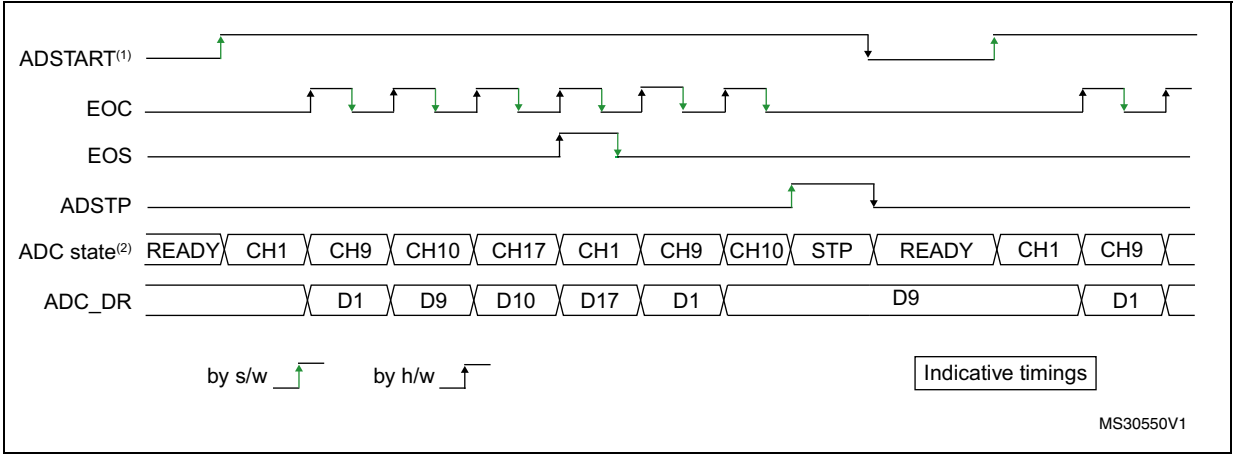 ADSTART(1)
EOC
EOS
ADSTP
ADC state(2) READY CH1 CH9 CH10 CH17 CH1 CH9 CH10 STP READY CH1 CH9
ADC_DR D1 D9 D10 D17 D1 D9 D1
by s/w by h/w Indicative timings
MS30550V1